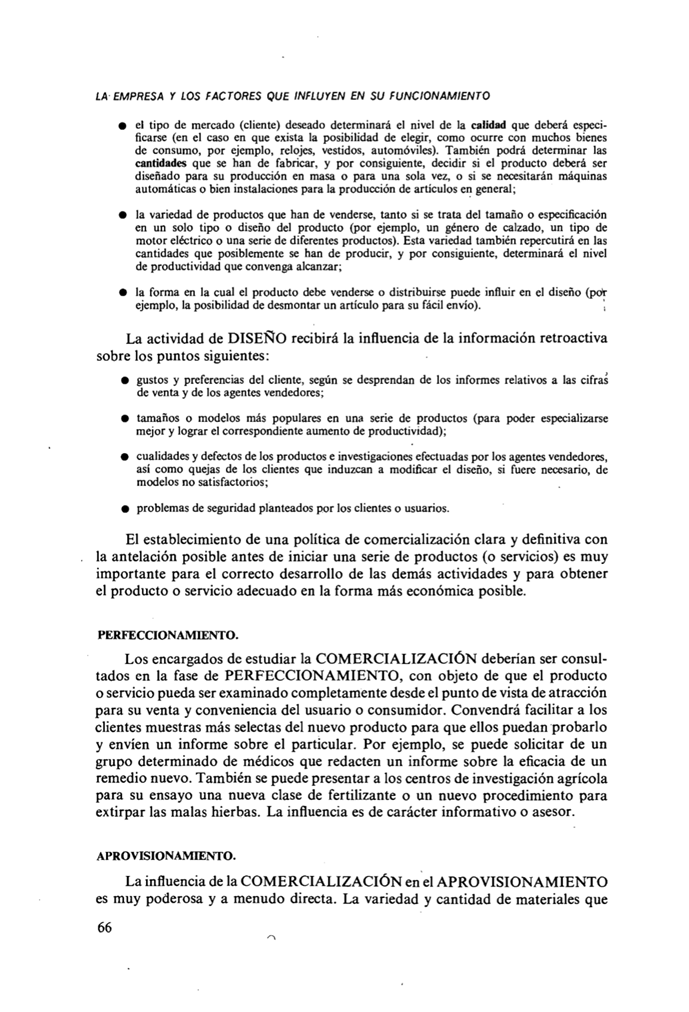 LA EMPRESA Y LOS FACTORES QUE INFLUYEN EN SU FUNCIONAMIENTO
● el tipo de mercado (cliente) deseado determinará el nivel de la calidad que deberá especi-
ficarse (en el caso en que exista la posibilidad de elegir, como ocurre con muchos bienes
de consumo, por ejemplo, relojes, vestidos, automóviles). También podrá determinar las
cantidades que se han de fabricar, y por consiguiente, decidir si el producto deberá ser
diseñado para su producción en masa o para una sola vez, o si se necesitarán máquinas
automáticas o bien instalaciones para la producción de artículos en general;
● la variedad de productos que han de venderse, tanto si se trata del tamaño o especificación
en un solo tipo o diseño del producto (por ejemplo, un género de calzado, un tipo de
motor eléctrico o una serie de diferentes productos). Esta variedad también repercutirá en las
cantidades que posiblemente se han de producir, y por consiguiente, determinará el nivel
de productividad que convenga alcanzar;
● la forma en la cual el producto debe venderse o distribuirse puede influir en el diseño (por
ejemplo, la posibilidad de desmontar un artículo para su fácil envío).
La actividad de DISEÑO recibirá la influencia de la información retroactiva
sobre los puntos siguientes:
● gustos y preferencias del cliente, según se desprendan de los informes relativos a las cifras
de venta y de los agentes vendedores;
● tamaños o modelos más populares en una serie de productos (para poder especializarse
mejor y lograr el correspondiente aumento de productividad);
● cualidades y defectos de los productos e investigaciones efectuadas por los agentes vendedores,
así como quejas de los clientes que induzcan a modificar el diseño, si fuere necesario, de
modelos no satisfactorios;
● problemas de seguridad planteados por los clientes o usuarios.
El establecimiento de una política de comercialización clara y definitiva con
la antelación posible antes de iniciar una serie de productos (o servicios) es muy
importante para el correcto desarrollo de las demás actividades y para obtener
el producto o servicio adecuado en la forma más económica posible.
PERFECCIONAMIENTO.
Los encargados de estudiar la COMERCIALIZACIÓN deberían ser consul-
tados en la fase de PERFECCIONAMIENTO, con objeto de que el producto
o servicio pueda ser examinado completamente desde el punto de vista de atracción
para su venta y conveniencia del usuario o consumidor. Convendrá facilitar a los
clientes muestras más selectas del nuevo producto para que ellos puedan probarlo
y envíen un informe sobre el particular. Por ejemplo, se puede solicitar de un
grupo determinado de médicos que redacten un informe sobre la eficacia de un
remedio nuevo. También se puede presentar a los centros de investigación agrícola
para su ensayo una nueva clase de fertilizante o un nuevo procedimiento para
extirpar las malas hierbas. La influencia es de carácter informativo o asesor.
APROVISIONAMIENTO.
La influencia de la COMERCIALIZACIÓN en el APROVISIONAMIENTO
es muy poderosa y a menudo directa. La variedad y cantidad de materiales que
66